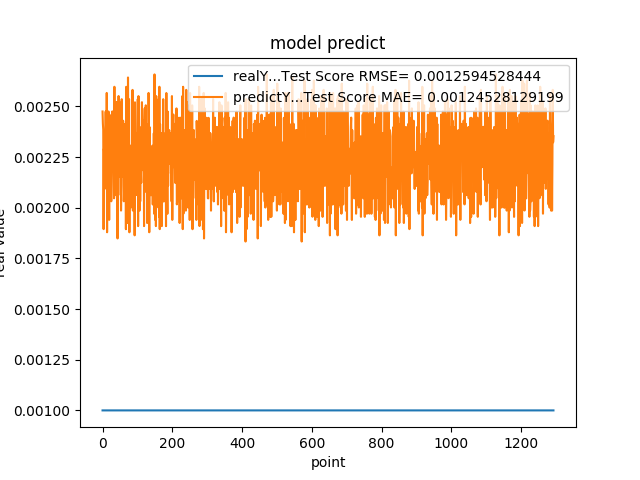 model predict
realY...Test Score RMSE= 0.0012594528444
predictY...Test Score MAE= 0.00124528129199
0.00250
0.00225
0.00200
0.00175
0.00150
0.00125
0.00100
value
0 200 400 600 800 1000 1200
point